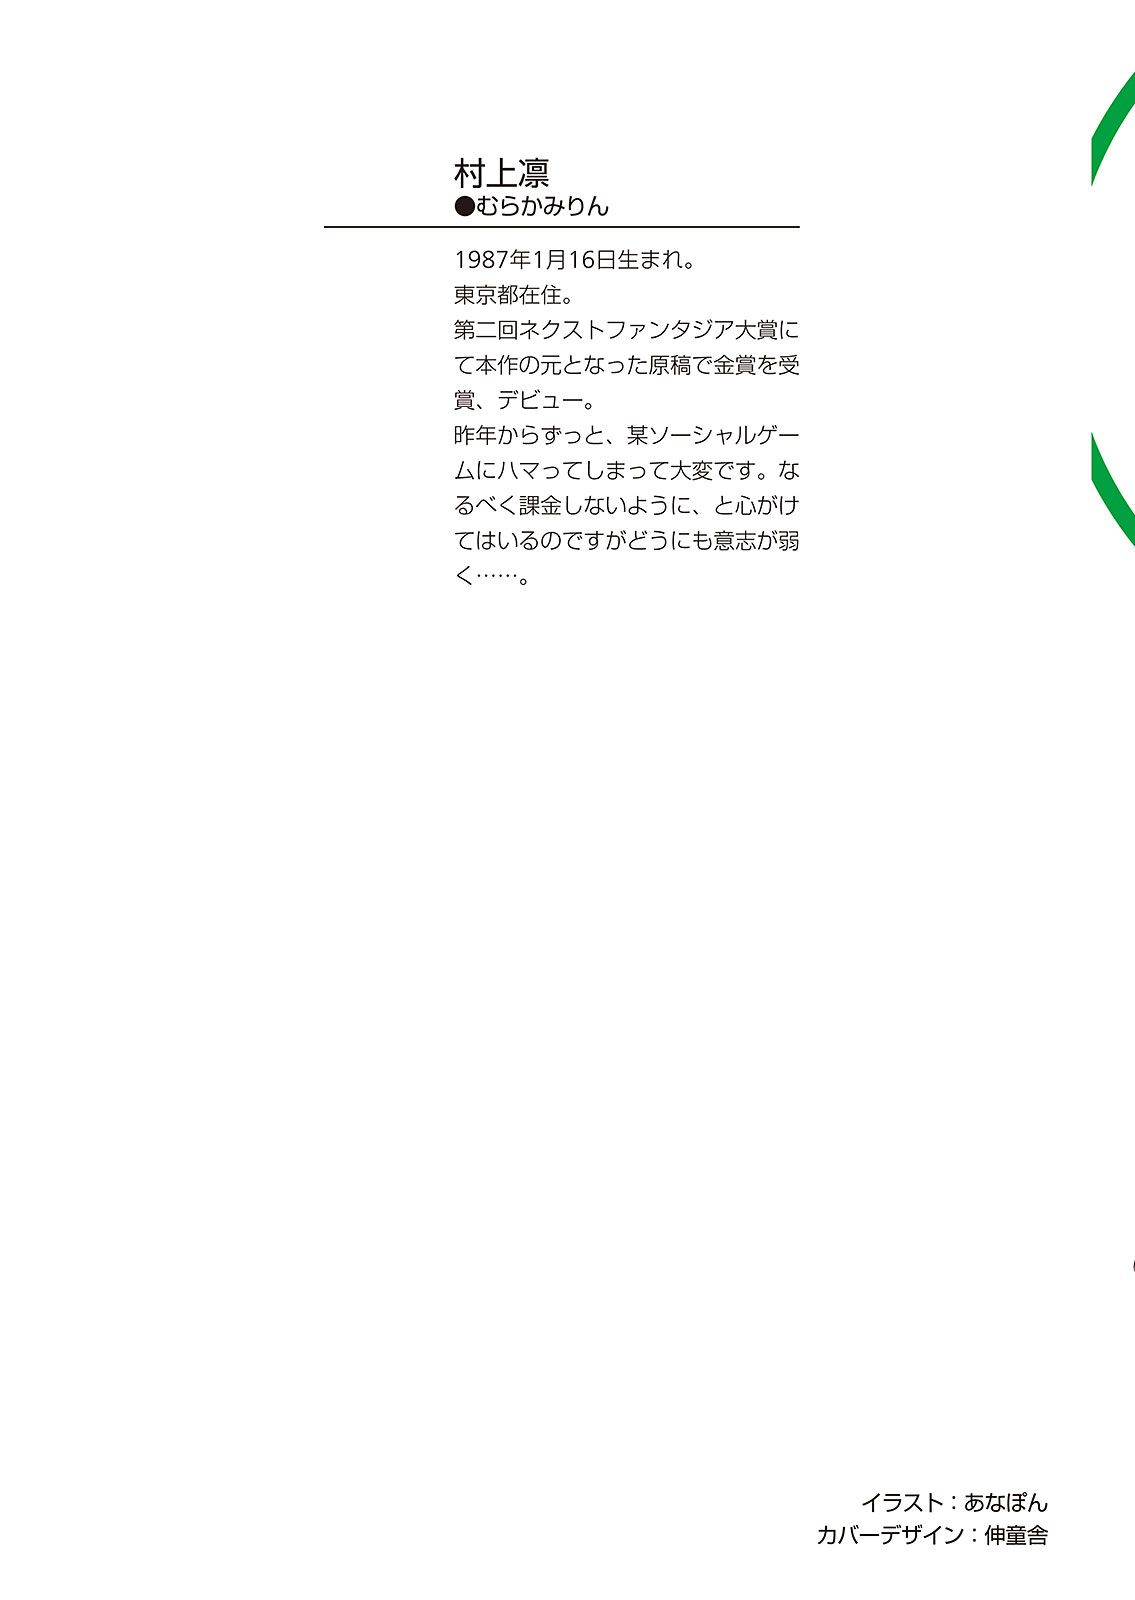 村上凛
●むらかみりん
1987年1月16日生まれ。
東京都在住。
第二回ネクストファンタジア大賞に
て本作の元となった原稿で金賞を受
賞、デビュー。
昨年からずっと、某ソーシャルゲー
ムにハマってしまって大変です。な
るべく課金しないように、と心がけ
てはいるのですがどうにも意志が弱
く……。
イラスト：あなぽん
カバーデザイン：伸童舎